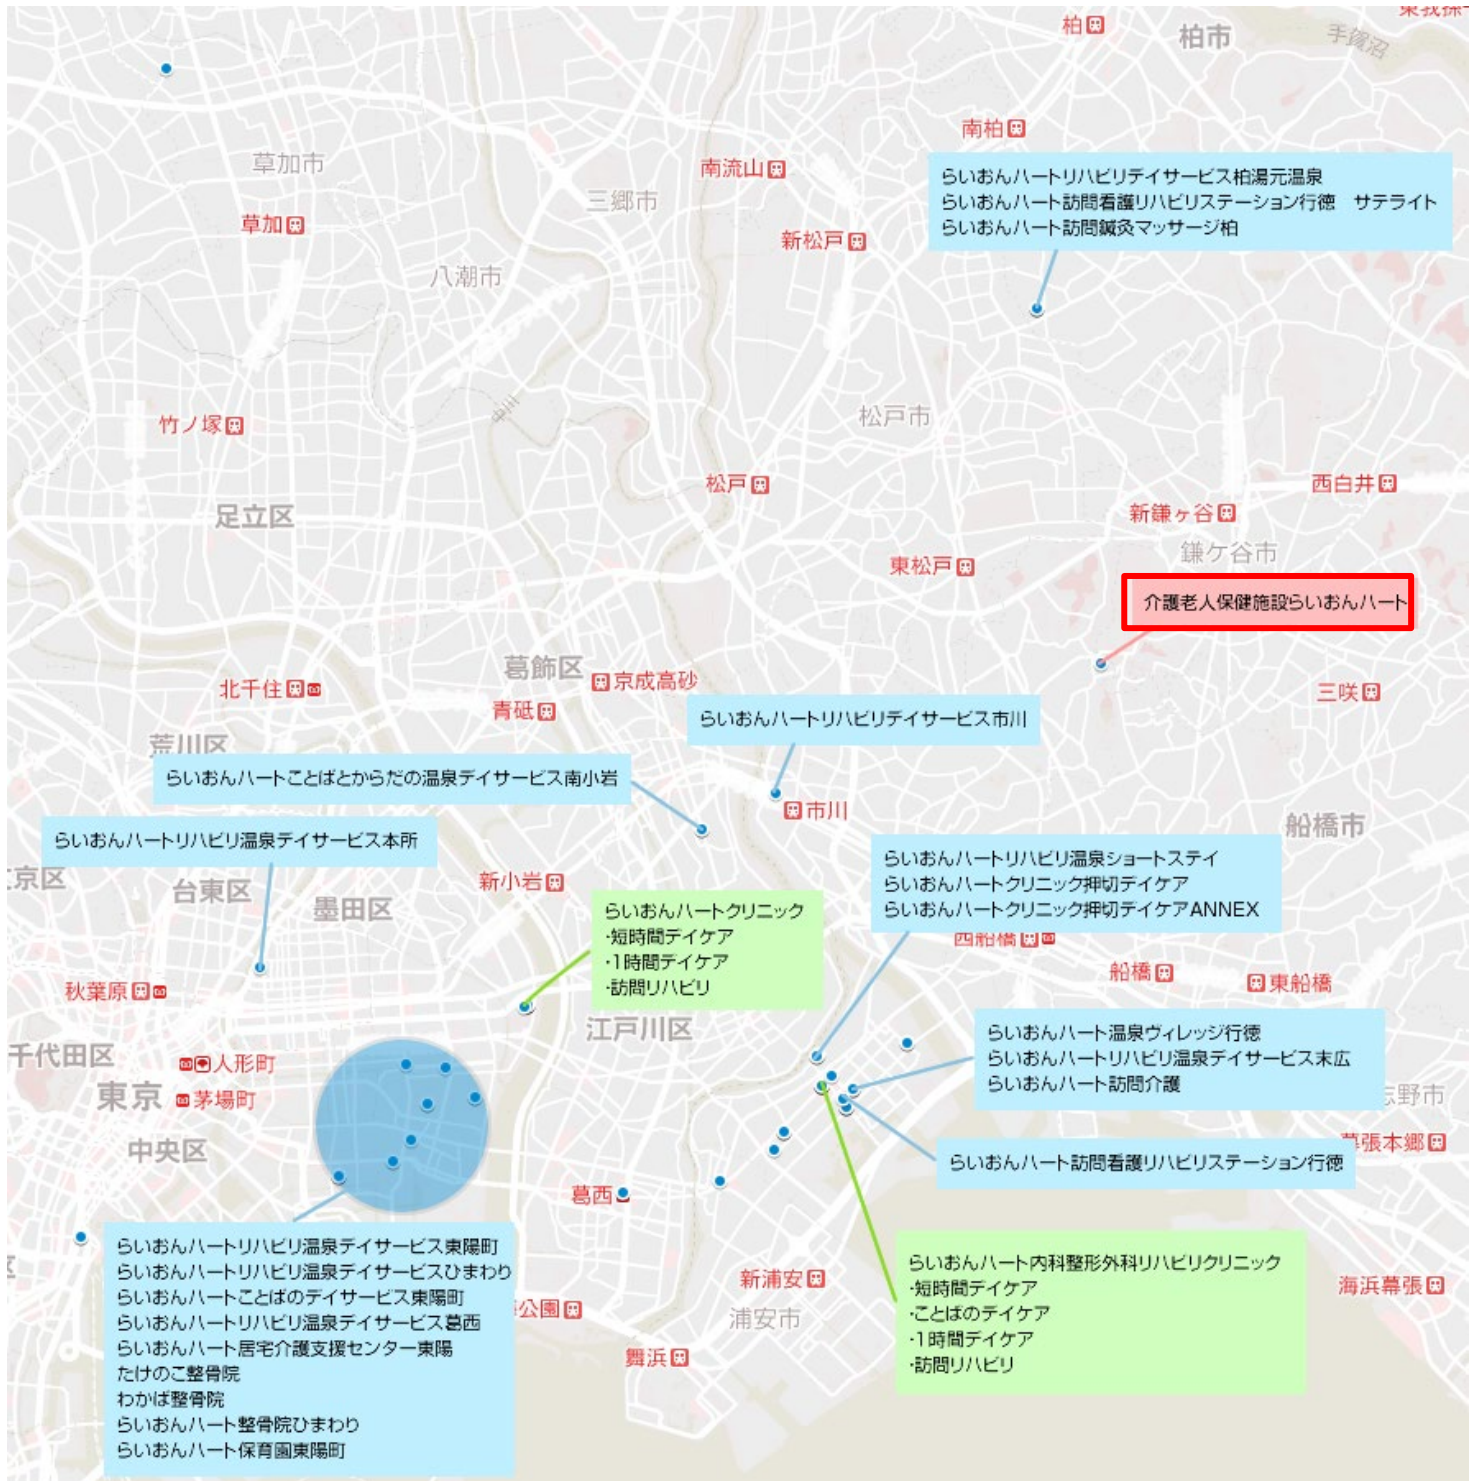 柏
柏市
手賀沼
南柏
草加市
南流山
らいおんハートリハビリデイサービス柏湯元温泉
らいおんハート訪問看護リハビリステーション行徳　サテライト
らいおんハート訪問鍼灸マッサージ柏
三郷市
草加
新松戸
八潮市
松戸市
竹ノ塚
松戸
西白井
足立区
新鎌ヶ谷
鎌ケ谷市
東松戸
介護老人保健施設らいおんハート
葛飾区
京成高砂
北千住
青砥
三咲
らいおんハートリハビリデイサービス市川
荒川区
らいおんハートことばとからだの温泉デイサービス南小岩
市川
船橋市
らいおんハートリハビリ温泉デイサービス本所
らいおんハートリハビリ温泉ショートステイ
らいおんハートクリニック押切デイケア
らいおんハートクリニック押切デイケアANNEX
京区
台東区
墨田区
新小岩
らいおんハートクリニック
・短時間デイケア
・1時間デイケア
・訪問リハビリ
西船橋
船橋
東船橋
秋葉原
江戸川区
らいおんハート温泉ヴィレッジ行徳
らいおんハートリハビリ温泉デイサービス末広
らいおんハート訪問介護
千代田区
人形町
東京
茅場町
志野市
中央区
幕張本郷
らいおんハート訪問看護リハビリステーション行徳
葛西
らいおんハートリハビリ温泉デイサービス東陽町
らいおんハートリハビリ温泉デイサービスひまわり
らいおんハートことばのデイサービス東陽町
らいおんハートリハビリ温泉デイサービス葛西
らいおんハート居宅介護支援センター東陽
たけのこ整骨院
わかば整骨院
らいおんハート整骨院ひまわり
らいおんハート保育園東陽町
公園
新浦安
浦安市
舞浜
らいおんハート内科整形外科リハビリクリニック
・短時間デイケア
・ことばのデイケア
・1時間デイケア
・訪問リハビリ
海浜幕張